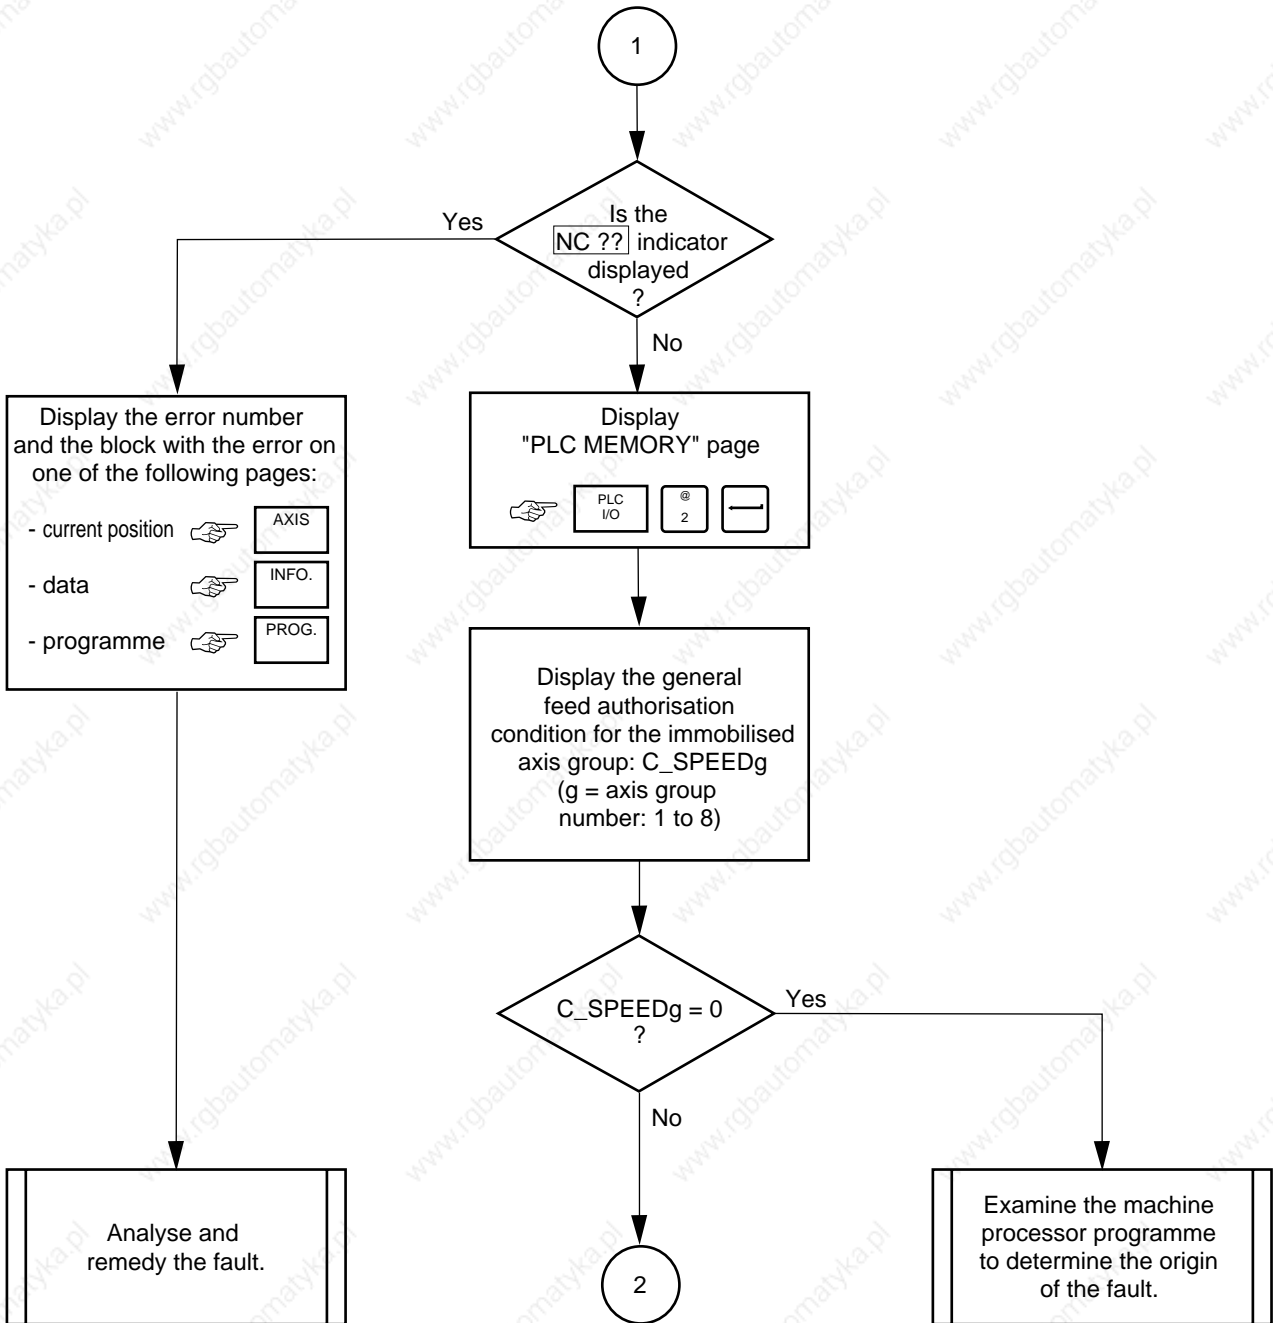 1
Is the
NC ?? indicator
displayed
?
Yes
No
Display the error number
and the block with the error on
one of the following pages:
- current position AXIS
- data INFO.
- programme PROG.
Display
"PLC MEMORY" page
PLC
I/O
@
2
Display the general
feed authorisation
condition for the immobilised
axis group: C_SPEEDg
(g = axis group
number: 1 to 8)
C_SPEEDg = 0
?
Yes
No
Analyse and
remedy the fault.
2
Examine the machine
processor programme
to determine the origin
of the fault.
www.rgbautomatyka.pl